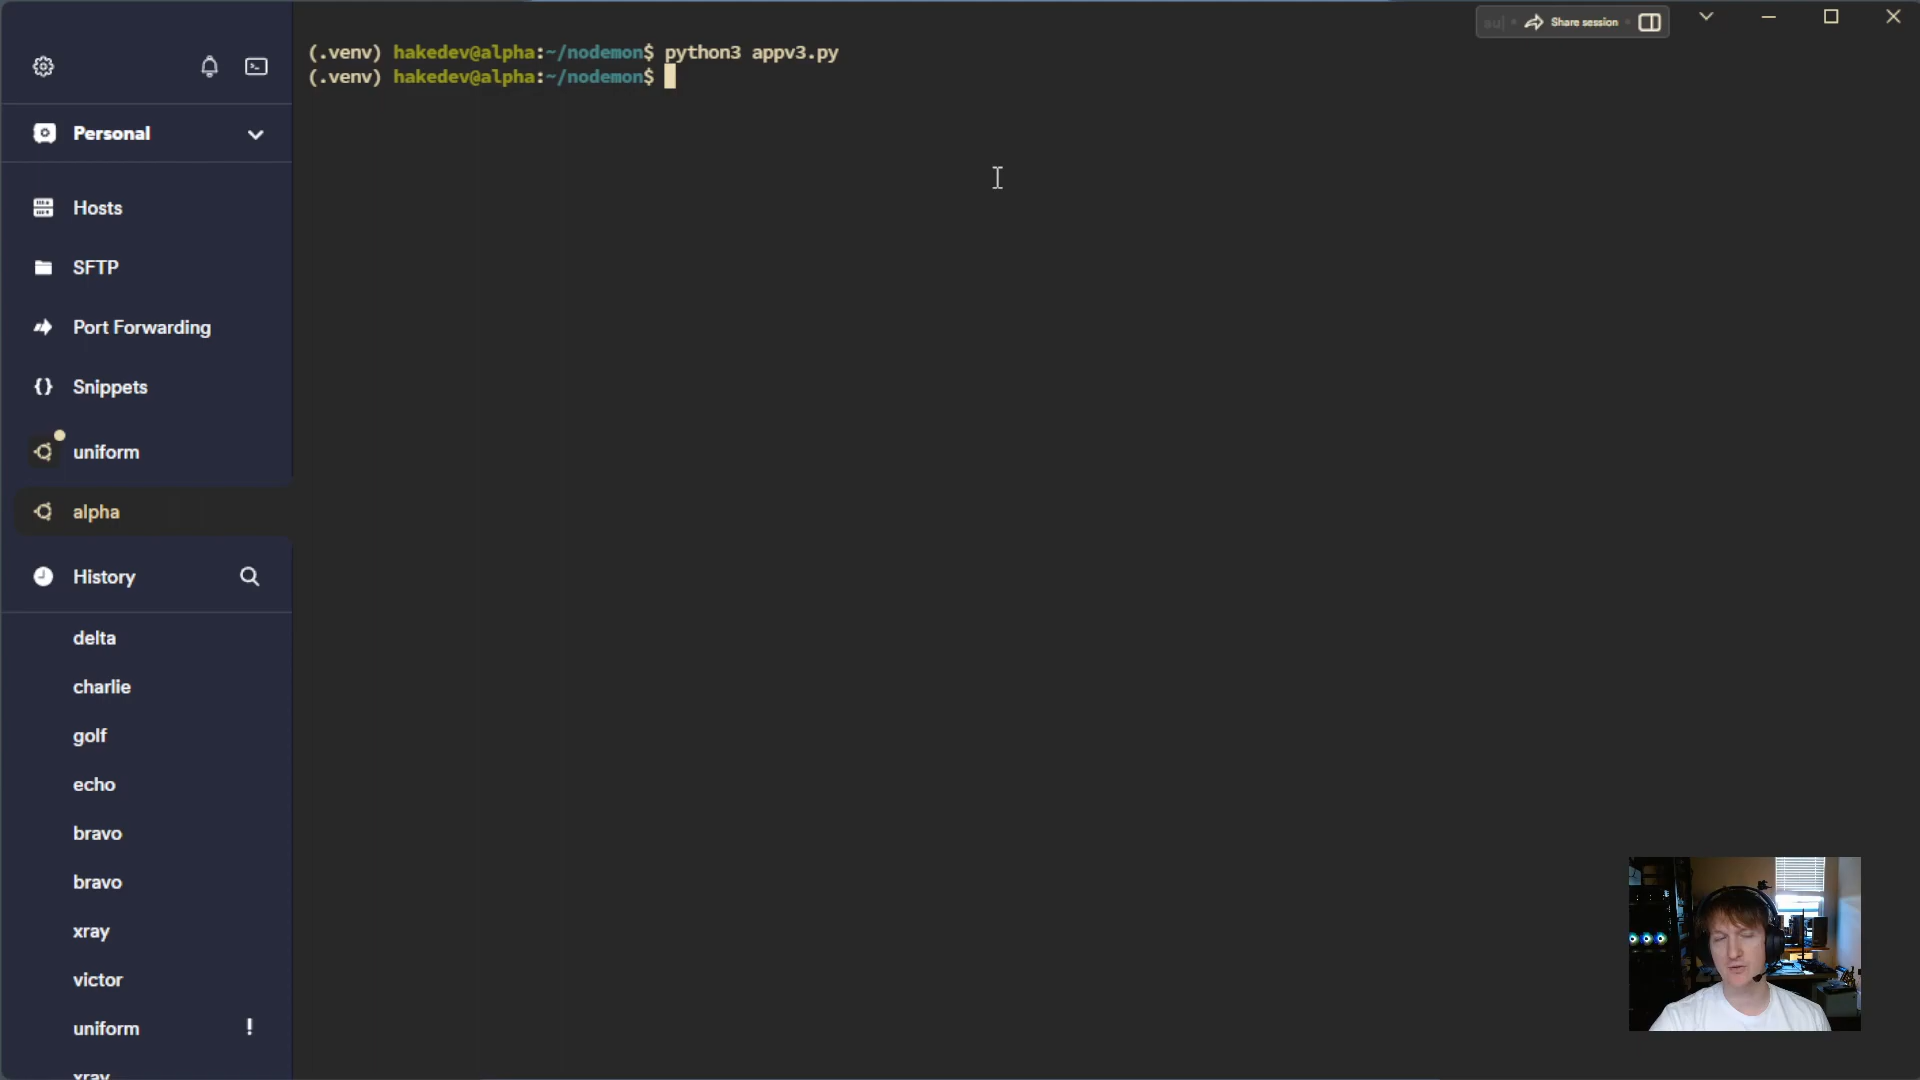 Share session
(.venv) hakedev@alpha:~/nodemon$ python3 appv3.py
(.venv) hakedev@alpha:~/nodemon$
Personal
Hosts
SFTP
Port Forwarding
Snippets
uniform
alpha
History
delta
charlie
golf
echo
bravo
bravo
xray
victor
uniform !
xray